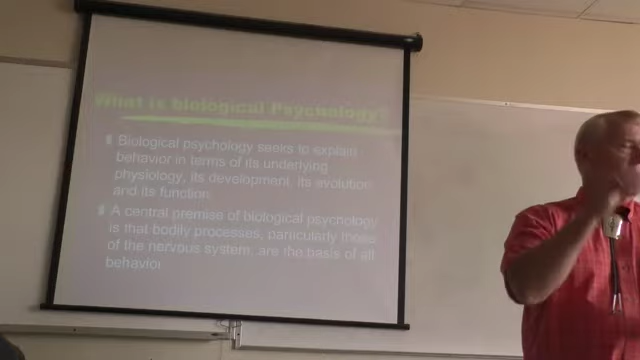 What is biological Psychology?
Biological psychology seeks to explain
behavior in terms of its underlying
physiology, its development, its evolution
and its function
A central premise of biological psychology
is that bodily processes, particularly those
of the nervous system, are the basis of all
behavior